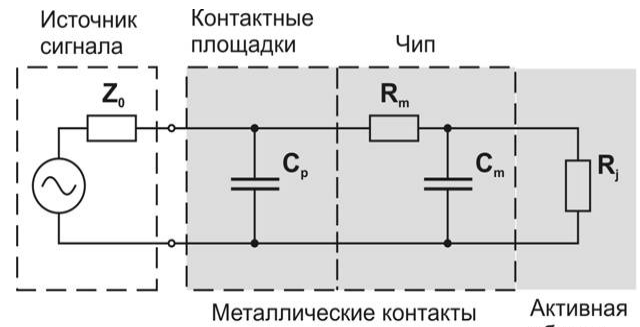 Источник
сигнала
Контактные
площадки
Чип
Z₀
Rₘ
Cₚ
Cₘ
Rⱼ
Металлические контакты
Активная